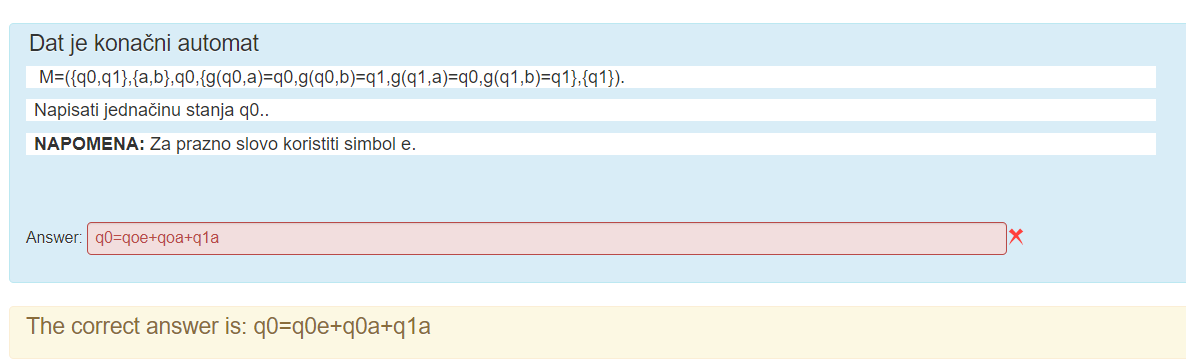 Dat je konačni automat
M=({q0,q1},{a,b},q0,{g(q0,a)=q0,g(q0,b)=q1,g(q1,a)=q0,g(q1,b)=q1},{q1}).
Napisati jednačinu stanja q0..
NAPOMENA: Za prazno slovo koristiti simbol e.
Answer: q0=qoe+qoa+q1a
The correct answer is: q0=q0e+q0a+q1a